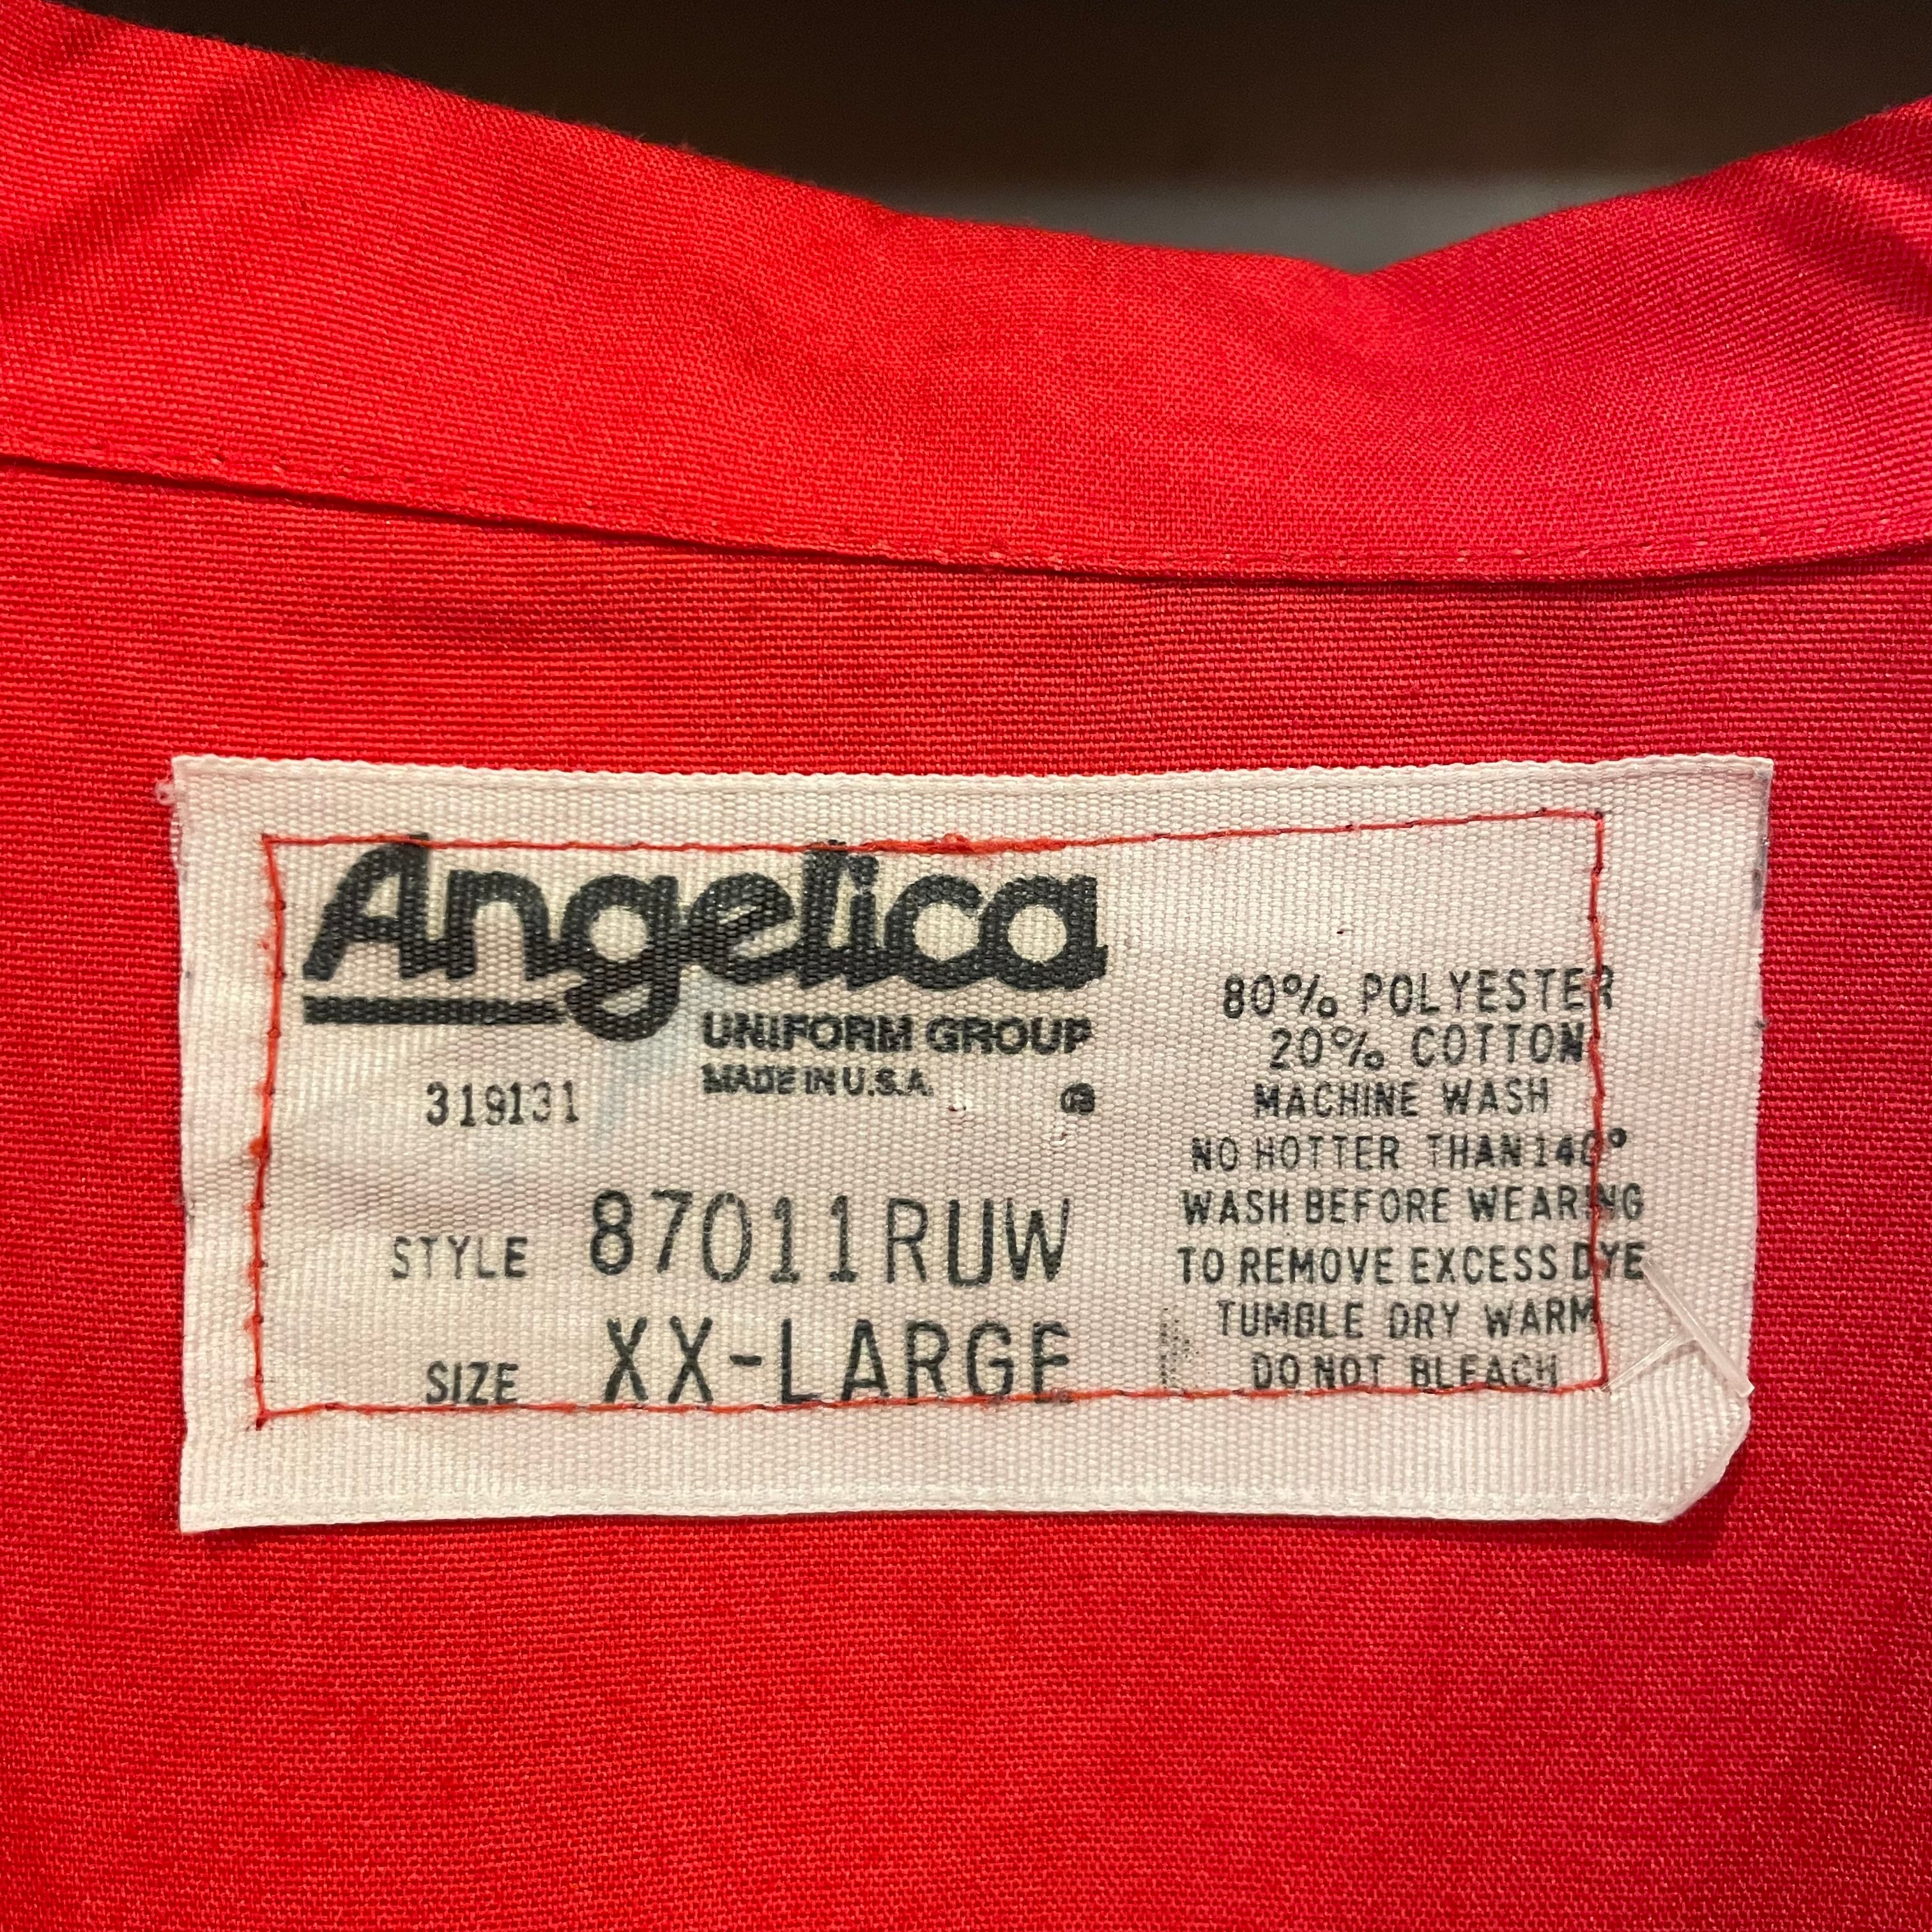 Angelica
UNIFORM GROUP
MADE IN U.S.A.
319131
STYLE 87011RUW
SIZE XX-LARGE
80% POLYESTER
20% COTTON
MACHINE WASH
NO HOTTER THAN 140°
WASH BEFORE WEARING
TO REMOVE EXCESS DYE
TUMBLE DRY WARM
DO NOT BLEACH